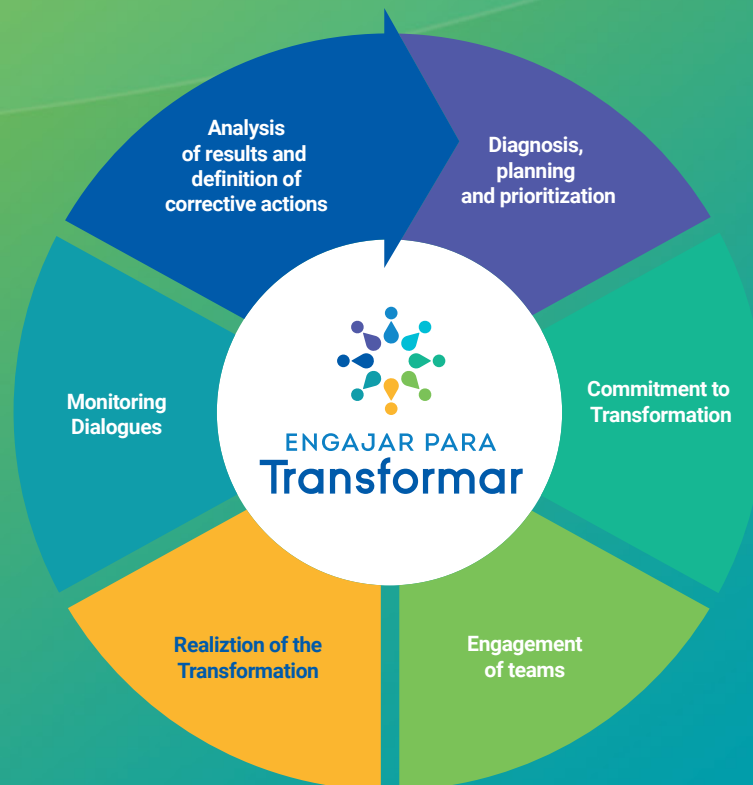 Analysis
of results and
definition of
corrective actions
Diagnosis,
planning
and prioritization
Monitoring
Dialogues
ENGAJAR PARA
Transformar
Commitment to
Transformation
Realiztion of the
Transformation
Engagement
of teams